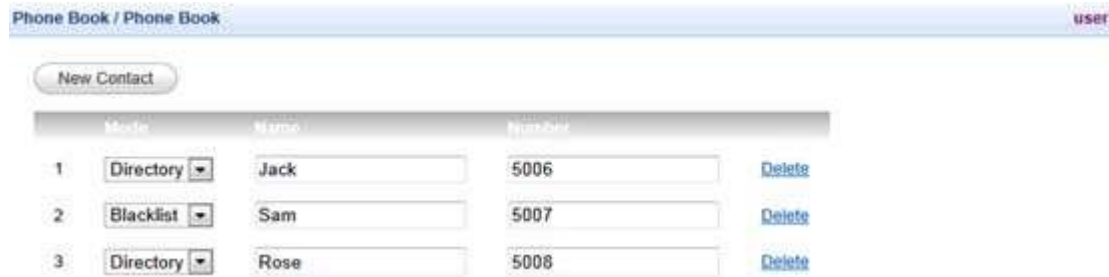 Phone Book / Phone Book user
New Contact
Mode Name Number
1 Directory Jack 5006 Delete
2 Blacklist Sam 5007 Delete
3 Directory Rose 5008 Delete